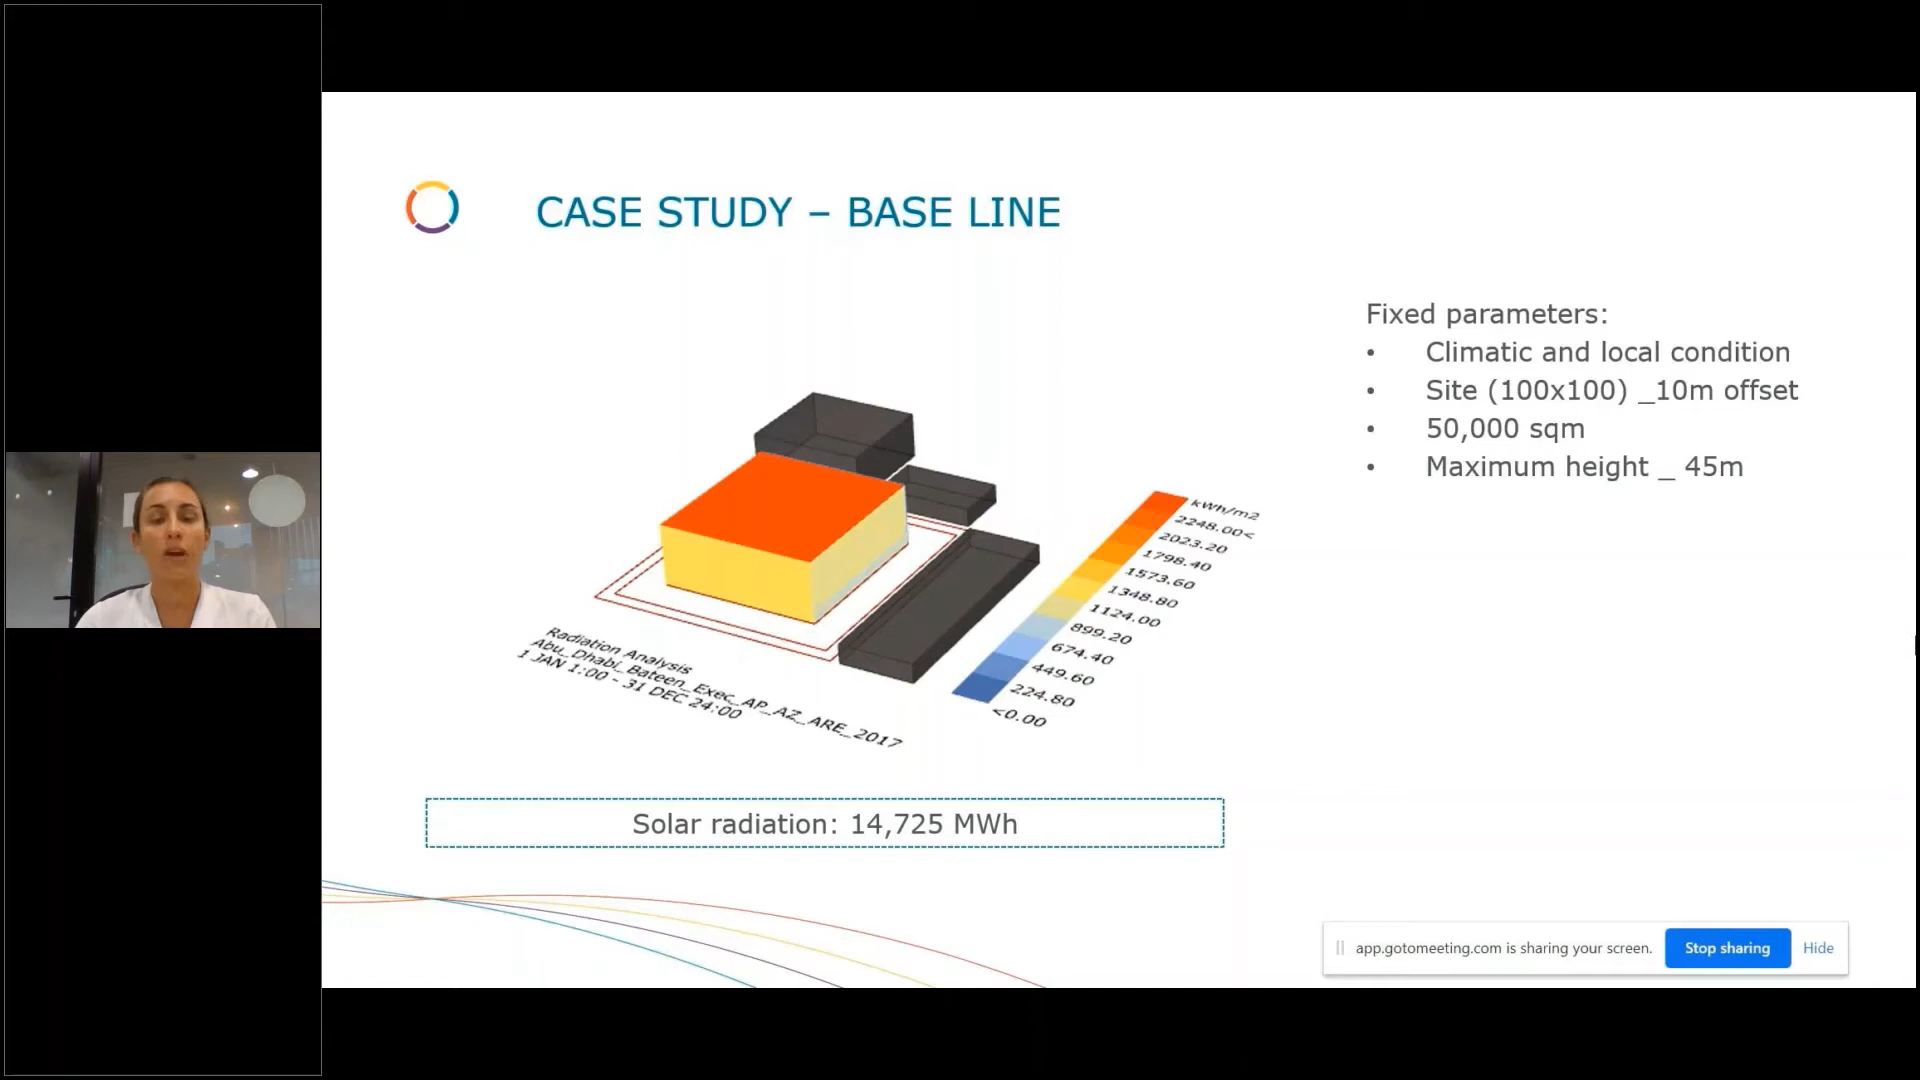 CASE STUDY – BASE LINE
Fixed parameters:
• Climatic and local condition
• Site (100x100) _10m offset
• 50,000 sqm
• Maximum height _ 45m
kWh/m2
2248.00<
2023.20
1798.40
1573.60
1348.80
1124.00
899.20
674.40
449.60
224.80
<0.00
Radiation Analysis
Abu_Dhabi_Bateen_Exec_AP_AZ_ARE_2017
1 JAN 1:00 - 31 DEC 24:00
Solar radiation: 14,725 MWh
app.gotomeeting.com is sharing your screen. Stop sharing Hide